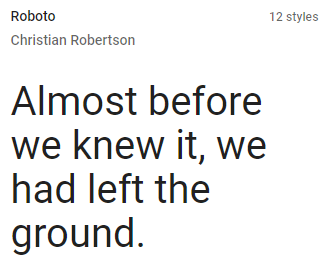 Roboto 12 styles
Christian Robertson
Almost before
we knew it, we
had left the
ground.